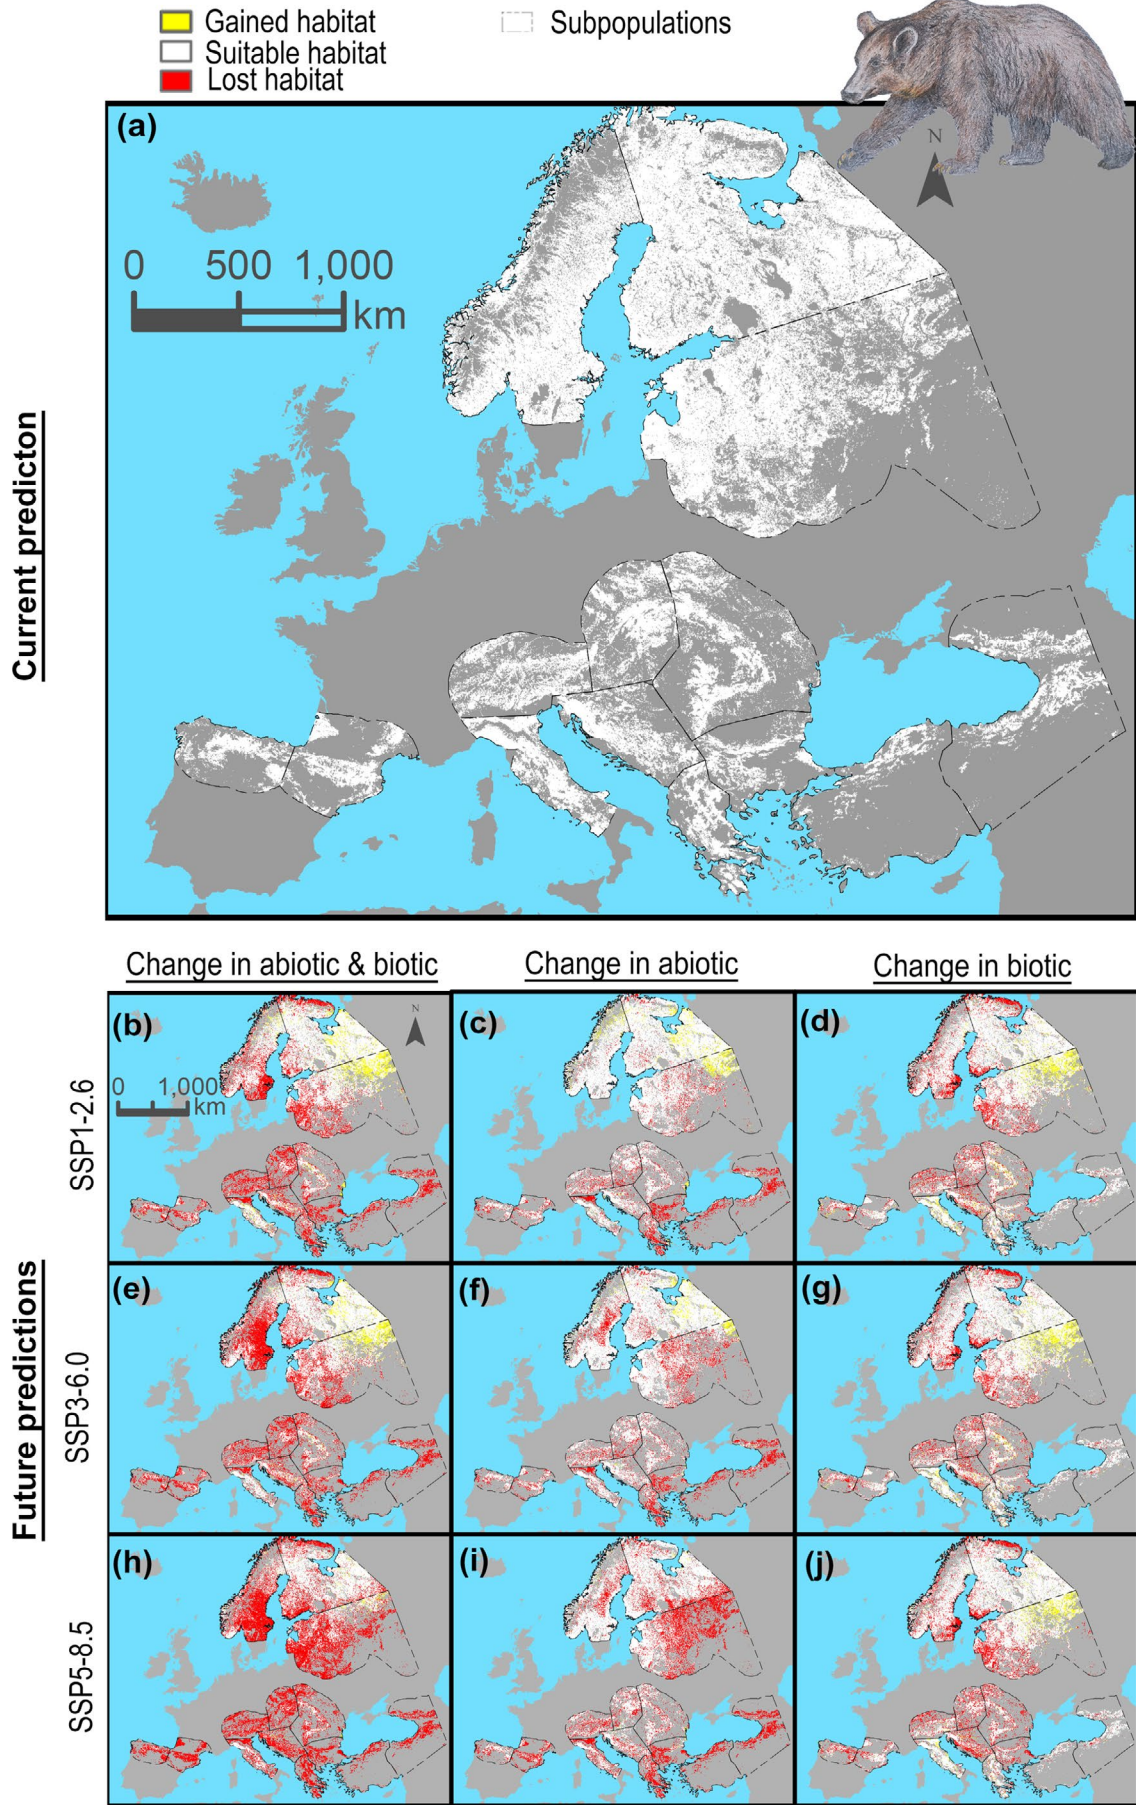 Gained habitat
Suitable habitat
Lost habitat
Subpopulations
(a)
N
0 500 1,000
km
Current predicton
Change in abiotic & biotic
Change in abiotic
Change in biotic
Future predictions
SSP1-2.6
(b)
N
0 1,000
km
(c)
(d)
SSP3-6.0
(e)
(f)
(g)
SSP5-8.5
(h)
(i)
(j)